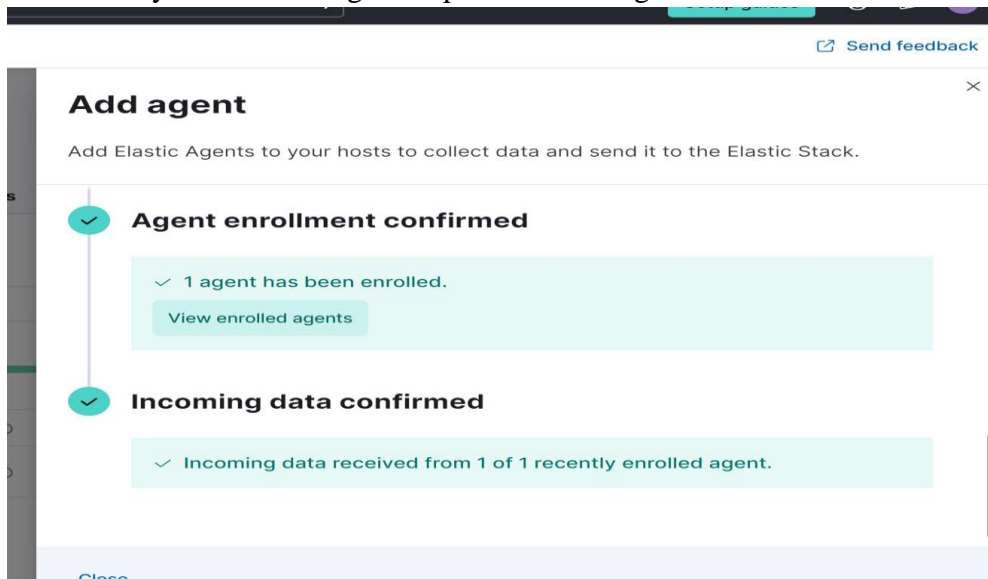 Send feedback
Add agent
Add Elastic Agents to your hosts to collect data and send it to the Elastic Stack.
Agent enrollment confirmed
1 agent has been enrolled.
View enrolled agents
Incoming data confirmed
Incoming data received from 1 of 1 recently enrolled agent.
Close